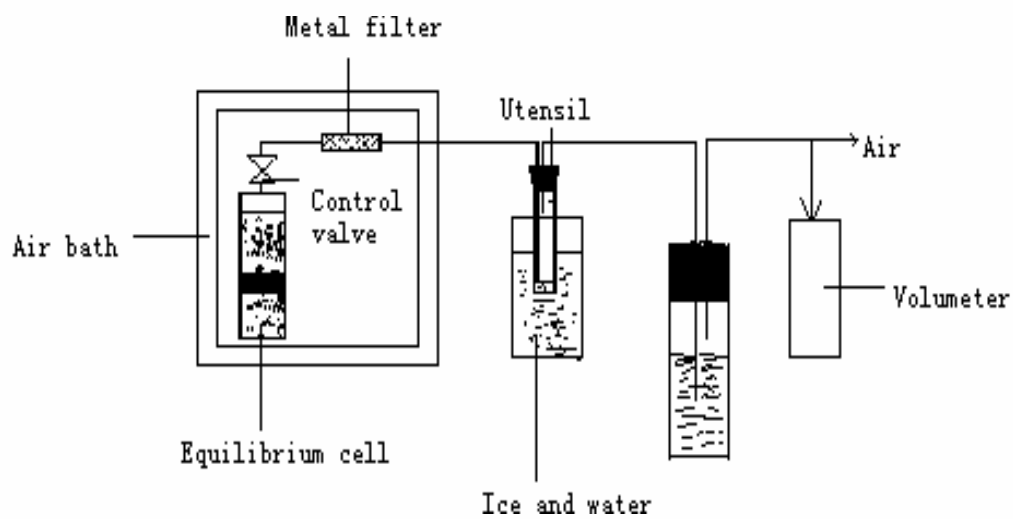 Metal filter
Utensil
Air
Control
valve
Air bath
Volumeter
Equilibrium cell
Ice and water